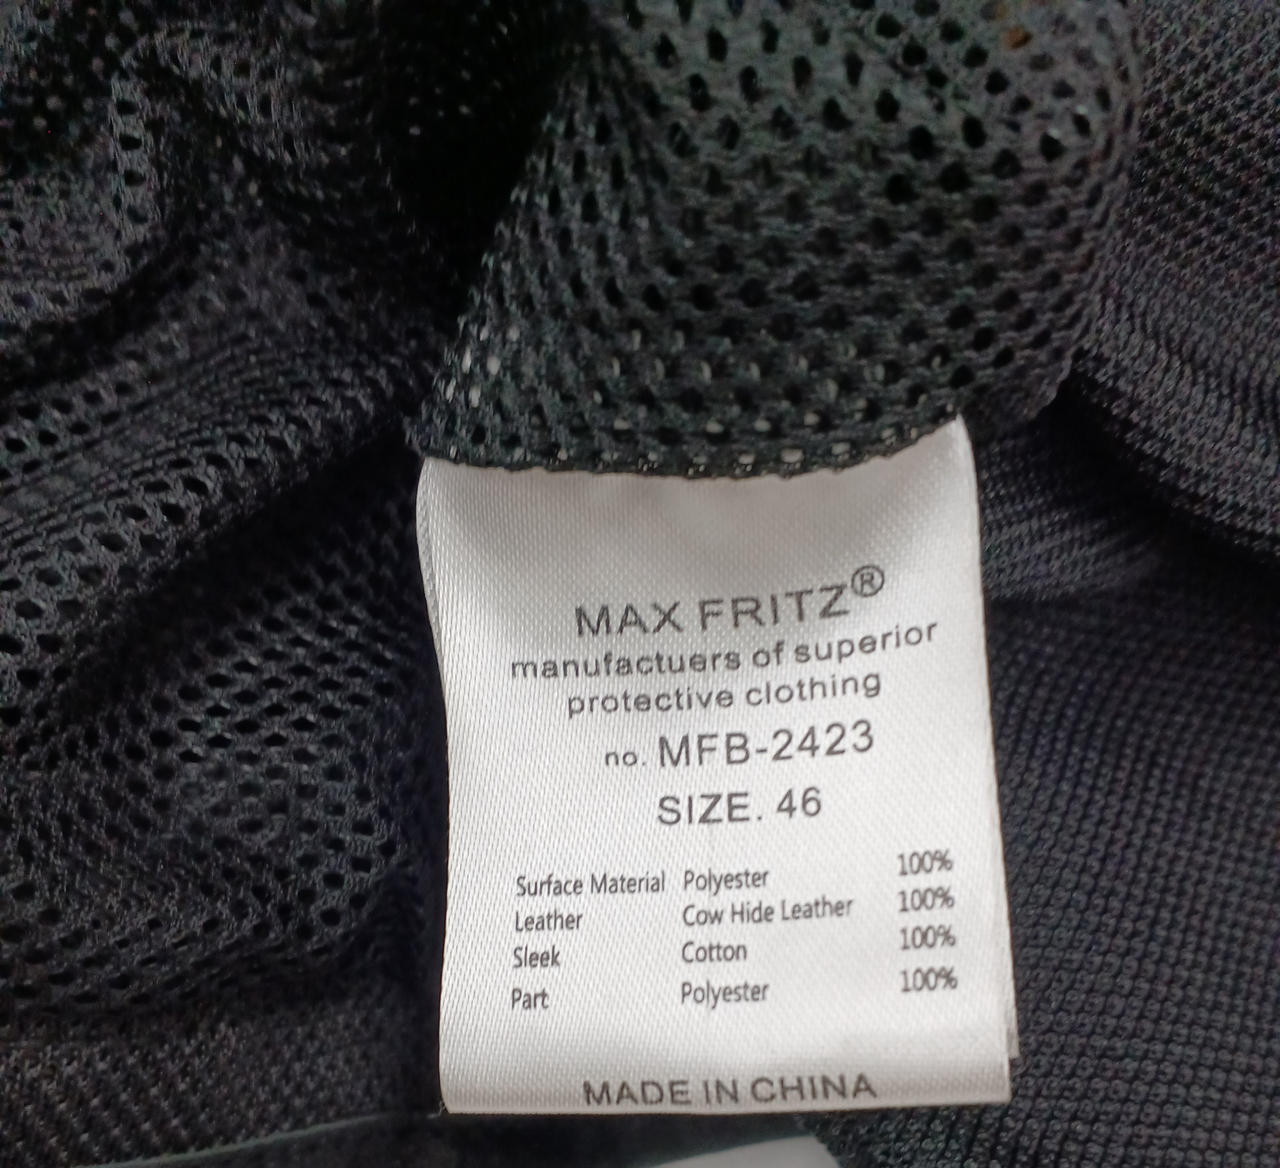 MAX FRITZ®
manufactuers of superior
protective clothing
no. MFB-2423
SIZE. 46
Surface Material Polyester 100%
Leather Cow Hide Leather 100%
Sleek Cotton 100%
Part Polyester 100%
MADE IN CHINA